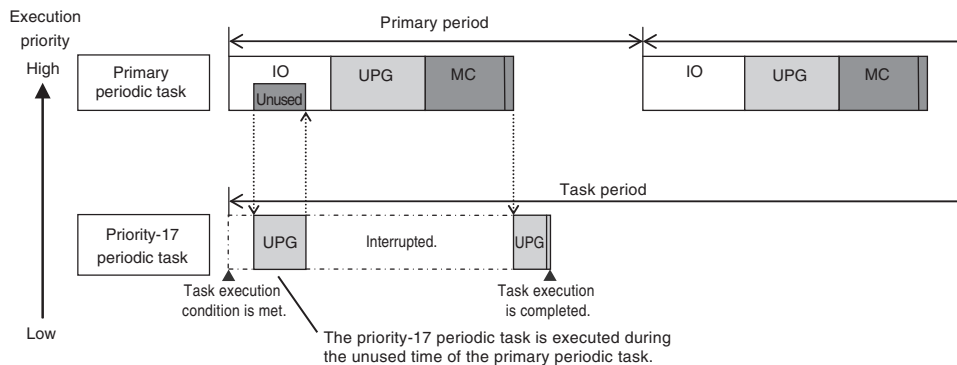 Execution
priority
High
Primary period
Primary
periodic task
IO
Unused
UPG
MC
IO
UPG
MC
Task period
Priority-17
periodic task
UPG
Interrupted.
UPG
Task execution
condition is met.
Task execution
is completed.
Low
The priority-17 periodic task is executed during
the unused time of the primary periodic task.